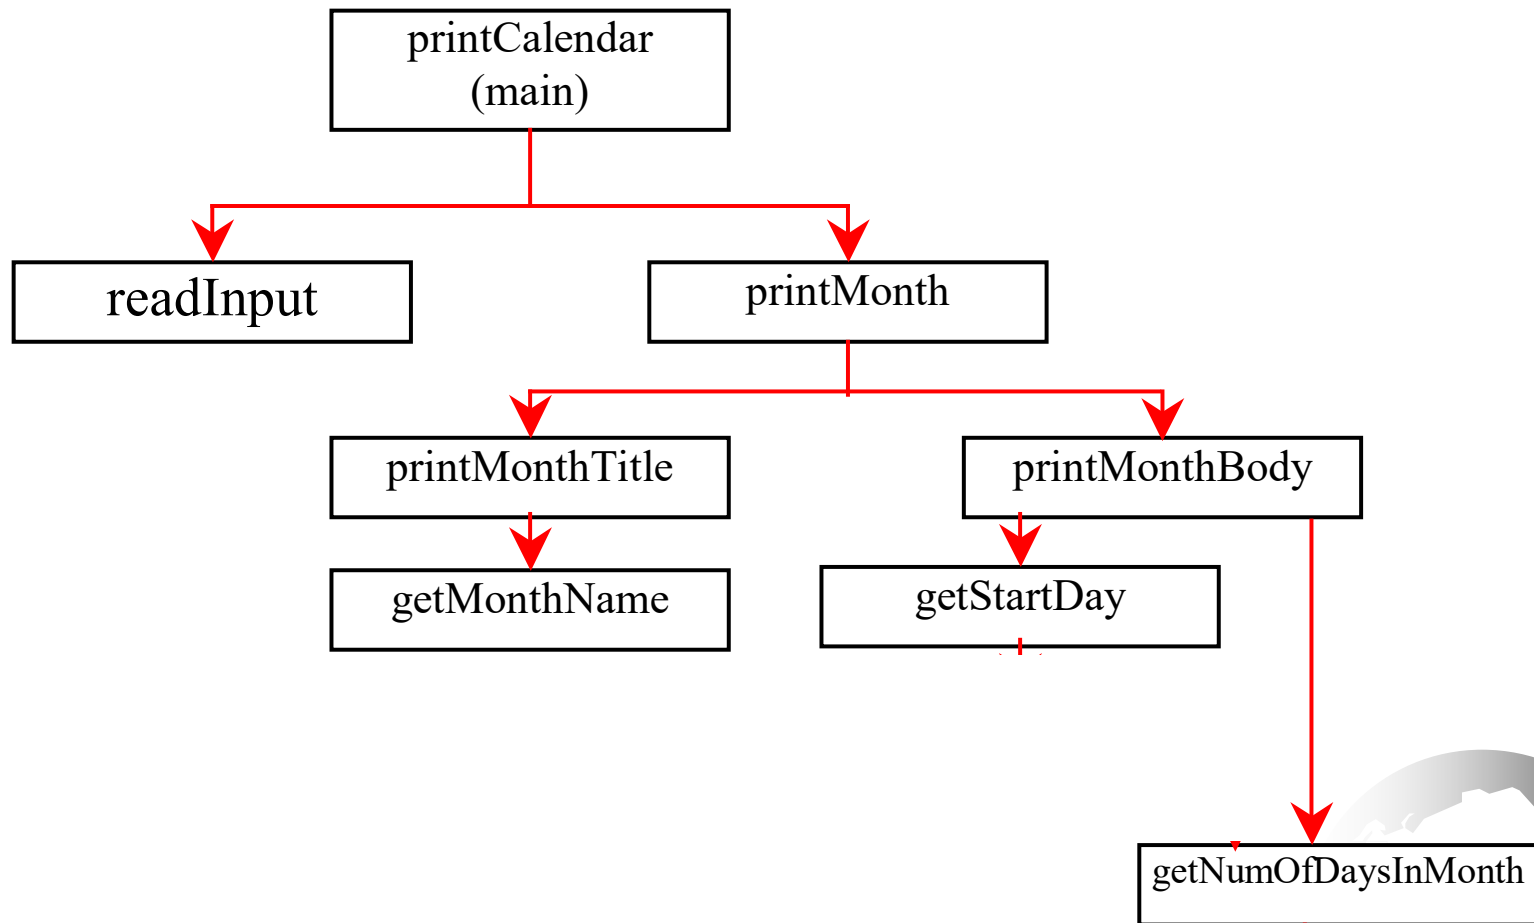 printCalendar
(main)
readInput
printMonth
printMonthTitle
printMonthBody
getMonthName
getStartDay
getNumOfDaysInMonth